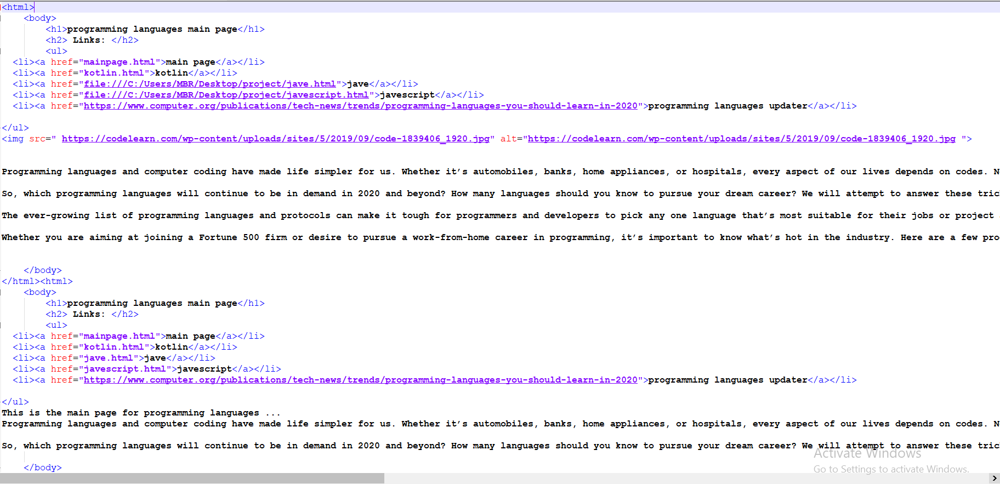 <html>
<body>
<h1>programming languages main page</h1>
<h2> Links: </h2>
<ul>
<li><a href="mainpage.html">main page</a></li>
<li><a href="kotlin.html">kotlin</a></li>
<li><a href="file:///C:/Users/MBR/Desktop/project/jave.html">jave</a></li>
<li><a href="file:///C:/Users/MBR/Desktop/project/javescript.html">javescript</a></li>
<li><a href="https://www.computer.org/publications/tech-news/trends/programming-languages-you-should-learn-in-2020">programming languages updater</a></li>
</ul>
<img src=" https://codelearn.com/wp-content/uploads/sites/5/2019/09/code-1839406_1920.jpg" alt="https://codelearn.com/wp-content/uploads/sites/5/2019/09/code-1839406_1920.jpg ">
Programming languages and computer coding have made life simpler for us. Whether it’s automobiles, banks, home appliances, or hospitals, every aspect of our lives depends on codes.
So, which programming languages will continue to be in demand in 2020 and beyond? How many languages should you know to pursue your dream career? We will attempt to answer these
The ever-growing list of programming languages and protocols can make it tough for programmers and developers to pick any one language that’s most suitable for their jobs or project
Whether you are aiming at joining a Fortune 500 firm or desire to pursue a work-from-home career in programming, it’s important to know what’s hot in the industry. Here are a few
</body>
</html><html>
<body>
<h1>programming languages main page</h1>
<h2> Links: </h2>
<ul>
<li><a href="mainpage.html">main page</a></li>
<li><a href="kotlin.html">kotlin</a></li>
<li><a href="jave.html">jave</a></li>
<li><a href="javescript.html">javescript</a></li>
<li><a href="https://www.computer.org/publications/tech-news/trends/programming-languages-you-should-learn-in-2020">programming languages updater</a></li>
</ul>
This is the main page for programming languages ...
Programming languages and computer coding have made life simpler for us. Whether it’s automobiles, banks, home appliances, or hospitals, every aspect of our lives depends on codes.
So, which programming languages will continue to be in demand in 2020 and beyond? How many languages should you know to pursue your dream career? We will attempt to answer these
Activate Windows
Go to Settings to activate Windows.
</body>